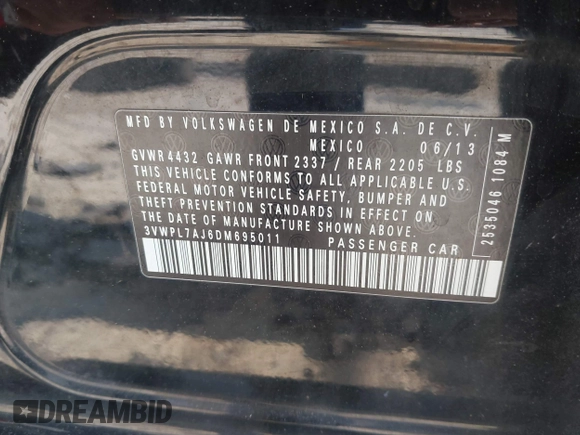 MFD BY VOLKSWAGEN DE MEXICO S.A. DE C.V.
MEXICO 06/13
GVWR 4432 GAWR FRONT 2337 / REAR 2205 LBS
THIS VEHICLE CONFORMS TO ALL APPLICABLE U.S.
FEDERAL MOTOR VEHICLE SAFETY, BUMPER AND
THEFT PREVENTION STANDARDS IN EFFECT ON
THE DATE OF MANUFACTURE SHOWN ABOVE.
3VWPL7AJ6DM695011 PASSENGER CAR
2535046 1084 M
DREAMBID